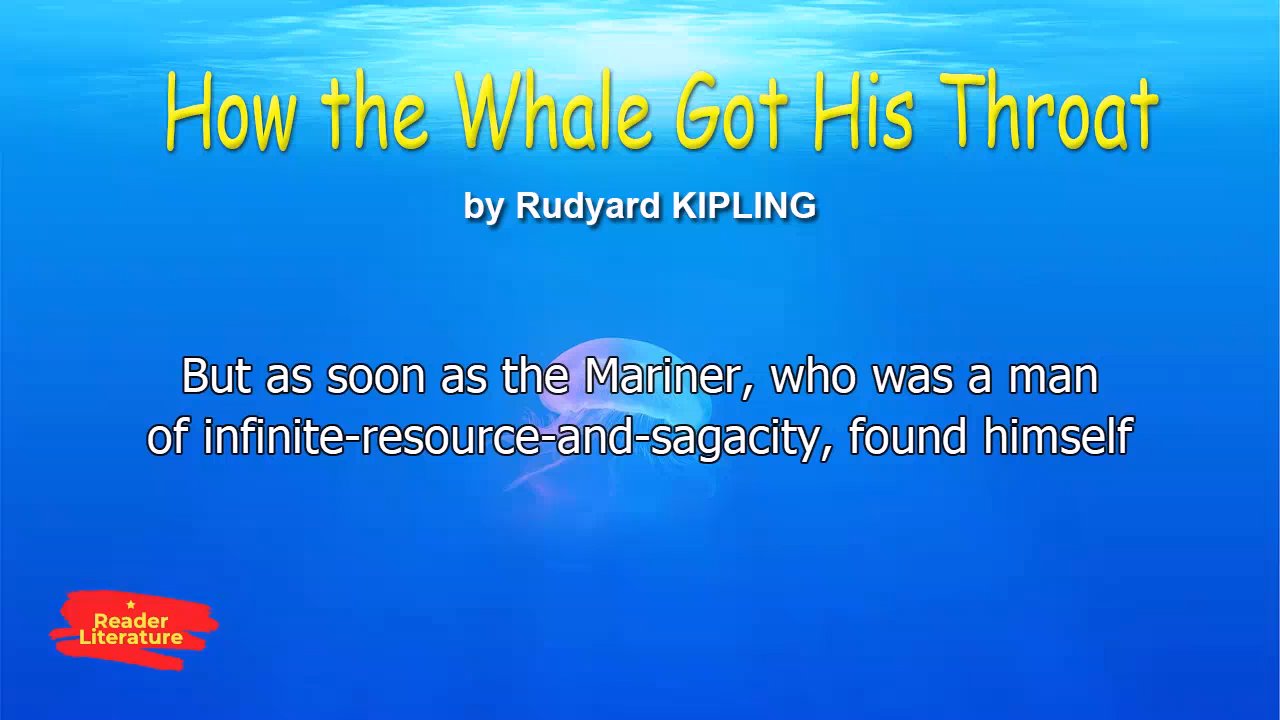 How the Whale Got His Throat
by Rudyard KIPLING
But as soon as the Mariner, who was a man
of infinite-resource-and-sagacity, found himself
Reader
Literature